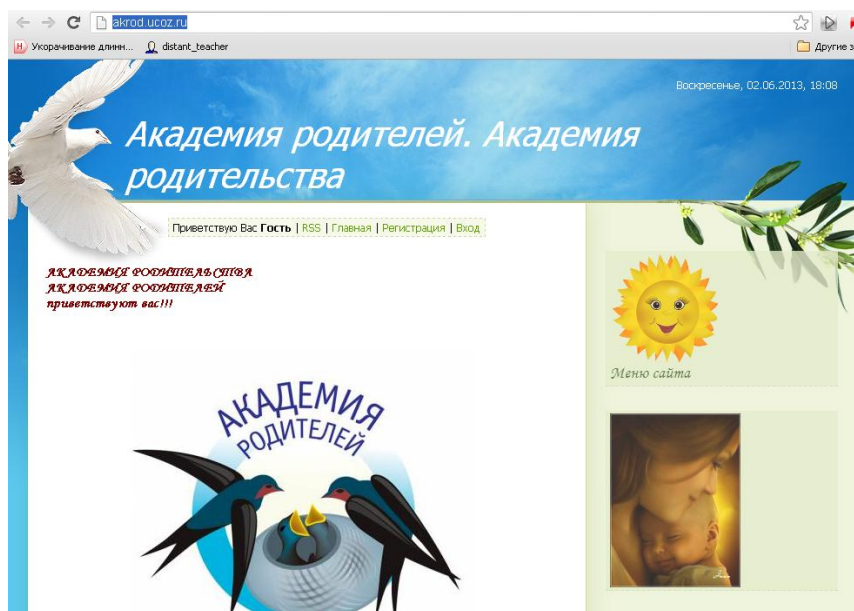 akrod.ucoz.ru
Укорачивание длинн... distant_teacher Другие з
Воскресенье, 02.06.2013, 18:08
Академия родителей. Академия
родительства
Приветствую Вас Гость | RSS | Главная | Регистрация | Вход
АКАДЕМИЯ РОДИТЕЛЬСТВА
АКАДЕМИЯ РОДИТЕЛЕЙ
приветствуют вас!!!
Меню сайта
АКАДЕМИЯ
РОДИТЕЛЕЙ